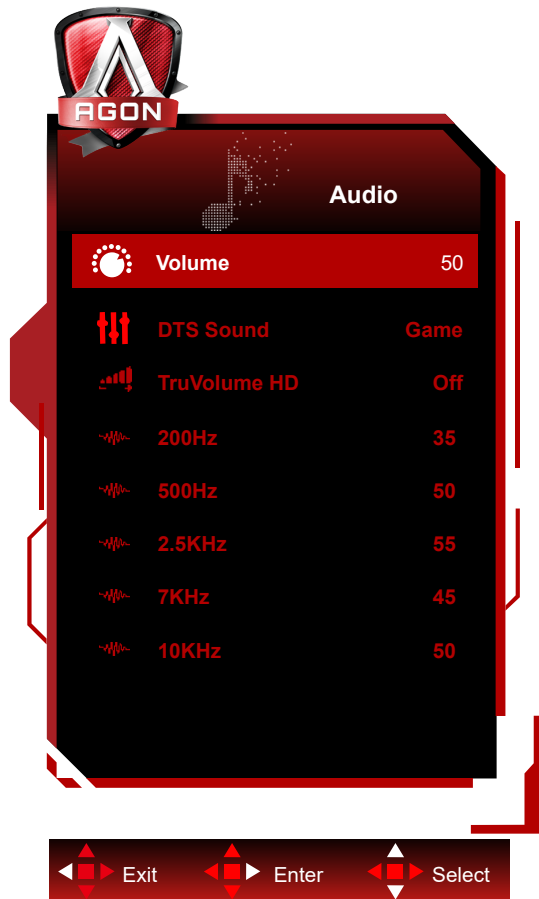 AGON
Audio
Volume 50
DTS Sound Game
TruVolume HD Off
200Hz 35
500Hz 50
2.5KHz 55
7KHz 45
10KHz 50
Exit Enter Select